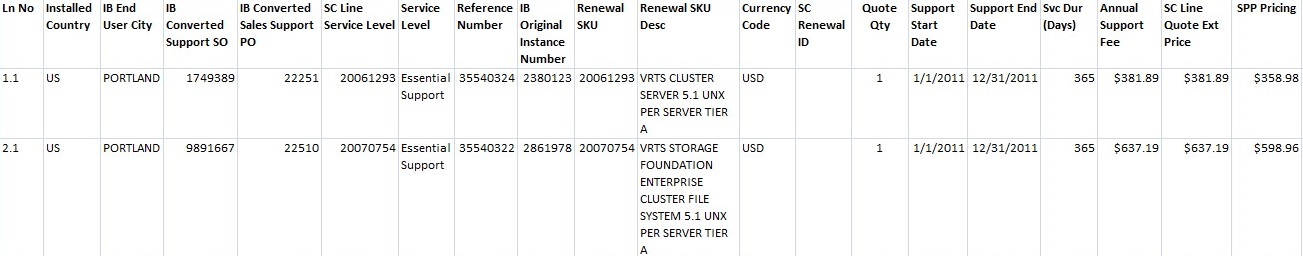 Ln No Installed Country IB End User City IB Converted Support SO IB Converted Sales Support PO SC Line Service Level Service Level Reference Number IB Original Instance Number Renewal SKU Renewal SKU Desc Currency Code SC Renewal ID Quote Qty Support Start Date Support End Date Svc Dur (Days) Annual Support Fee SC Line Quote Ext Price SPP Pricing
1.1 US PORTLAND 1749389 22251 20061293 Essential Support 35540324 2380123 20061293 VRTS CLUSTER SERVER 5.1 UNX PER SERVER TIER A USD 1 1/1/2011 12/31/2011 365 $381.89 $381.89 $358.98
2.1 US PORTLAND 9891667 22510 20070754 Essential Support 35540322 2861978 20070754 VRTS STORAGE FOUNDATION ENTERPRISE CLUSTER FILE SYSTEM 5.1 UNX PER SERVER TIER A USD 1 1/1/2011 12/31/2011 365 $637.19 $637.19 $598.96